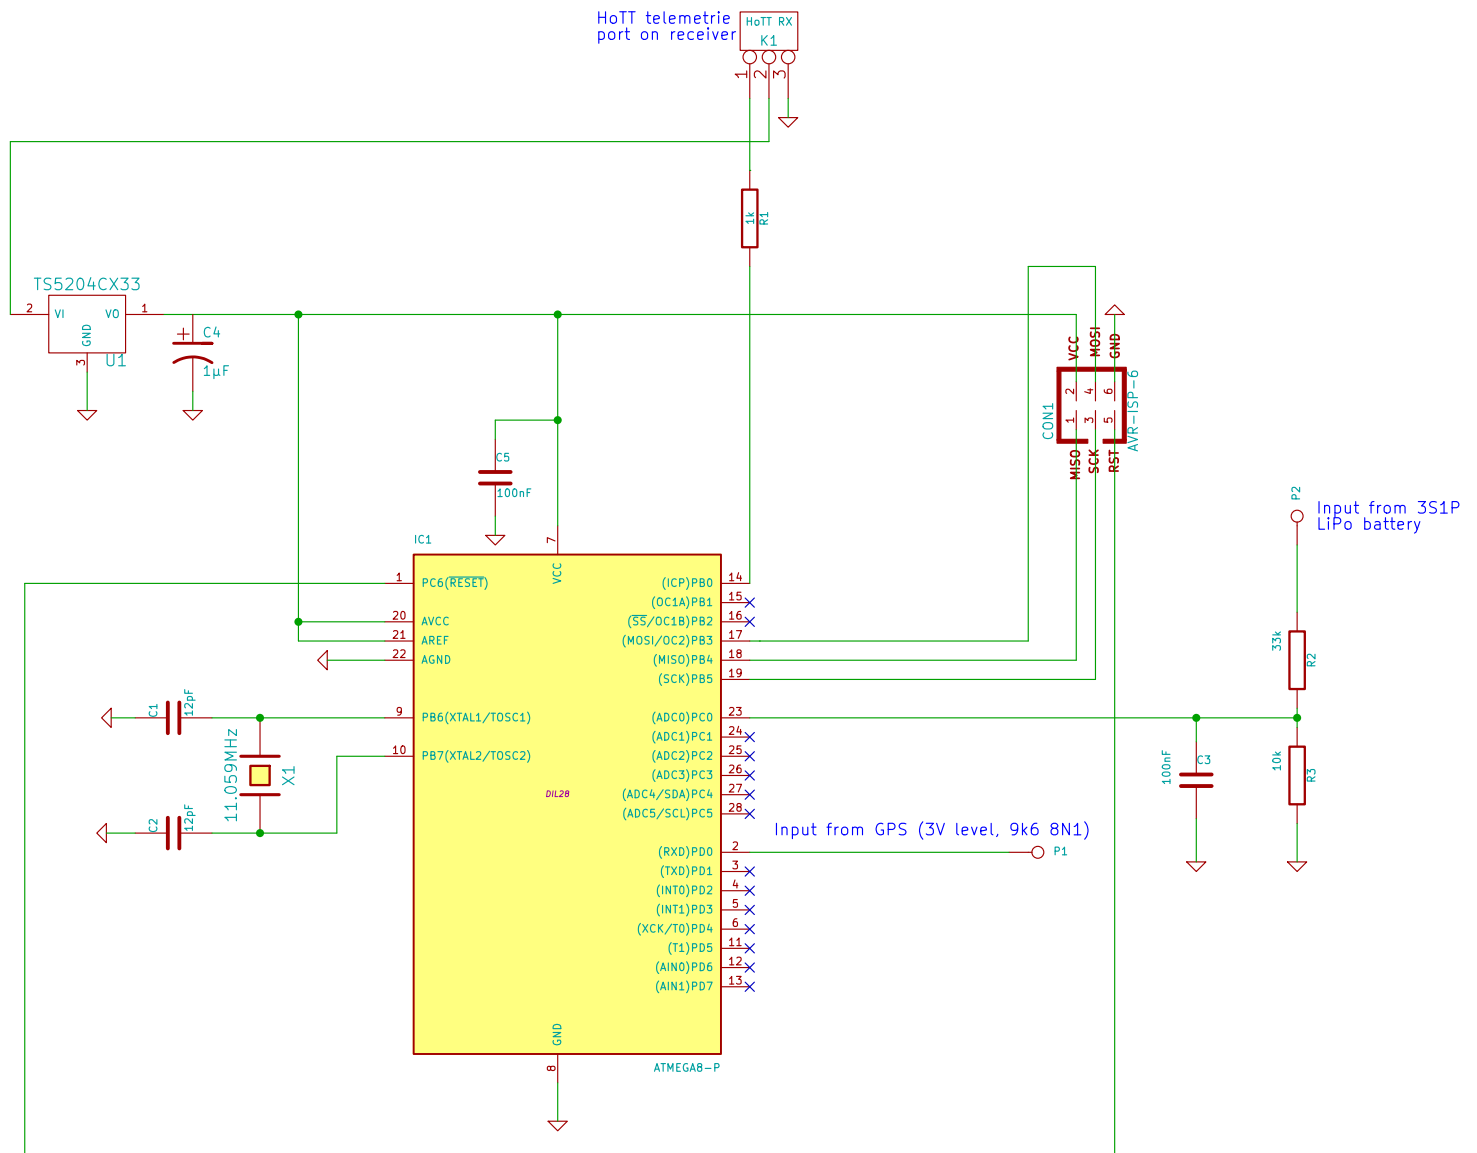 HoTT telemetrie
port on receiver
HoTT RX
K1
1
2
3
1k
R1
TS5204CX33
2
VI
VO
1
GND
3
U1
C4
1µF
C5
100nF
VCC
MOSI
GND
2
4
6
1
3
5
CON1
AVR-ISP-6
MISO
SCK
RST
P2
Input from 3S1P
LiPo battery
IC1
7
VCC
1
PC6(RESET)
20
AVCC
21
AREF
22
AGND
9
PB6(XTAL1/TOSC1)
10
PB7(XTAL2/TOSC2)
(ICP)PB0
14
(OC1A)PB1
15
(SS/OC1B)PB2
16
(MOSI/OC2)PB3
17
(MISO)PB4
18
(SCK)PB5
19
(ADC0)PC0
23
(ADC1)PC1
24
(ADC2)PC2
25
(ADC3)PC3
26
(ADC4/SDA)PC4
27
(ADC5/SCL)PC5
28
(RXD)PD0
2
(TXD)PD1
3
(INT0)PD2
4
(INT1)PD3
5
(XCK/T0)PD4
6
(T1)PD5
11
(AIN0)PD6
12
(AIN1)PD7
13
DIL28
GND
8
ATMEGA8-P
C1
12pF
11.059MHz
X1
C2
12pF
33k
R2
100nF
C3
10k
R3
Input from GPS (3V level, 9k6 8N1)
P1